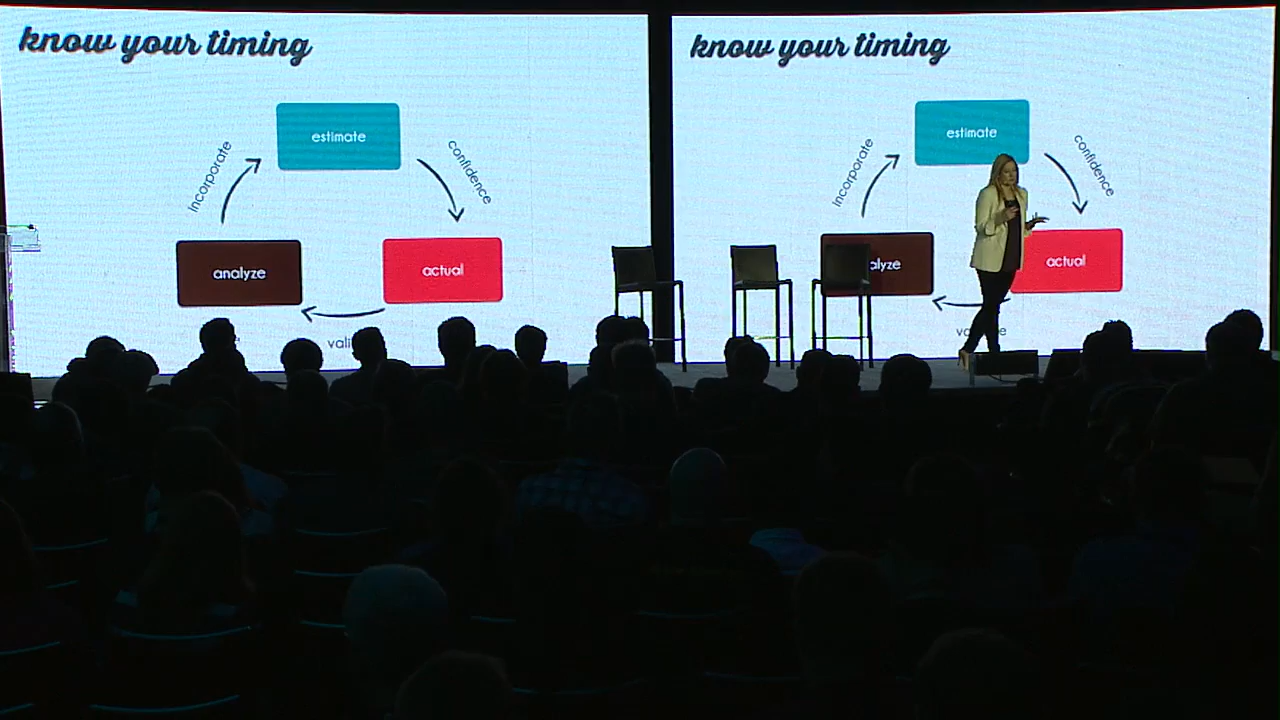 know your timing
estimate
incorporate
confidence
analyze
actual
know your timing
estimate
incorporate
confidence
actual